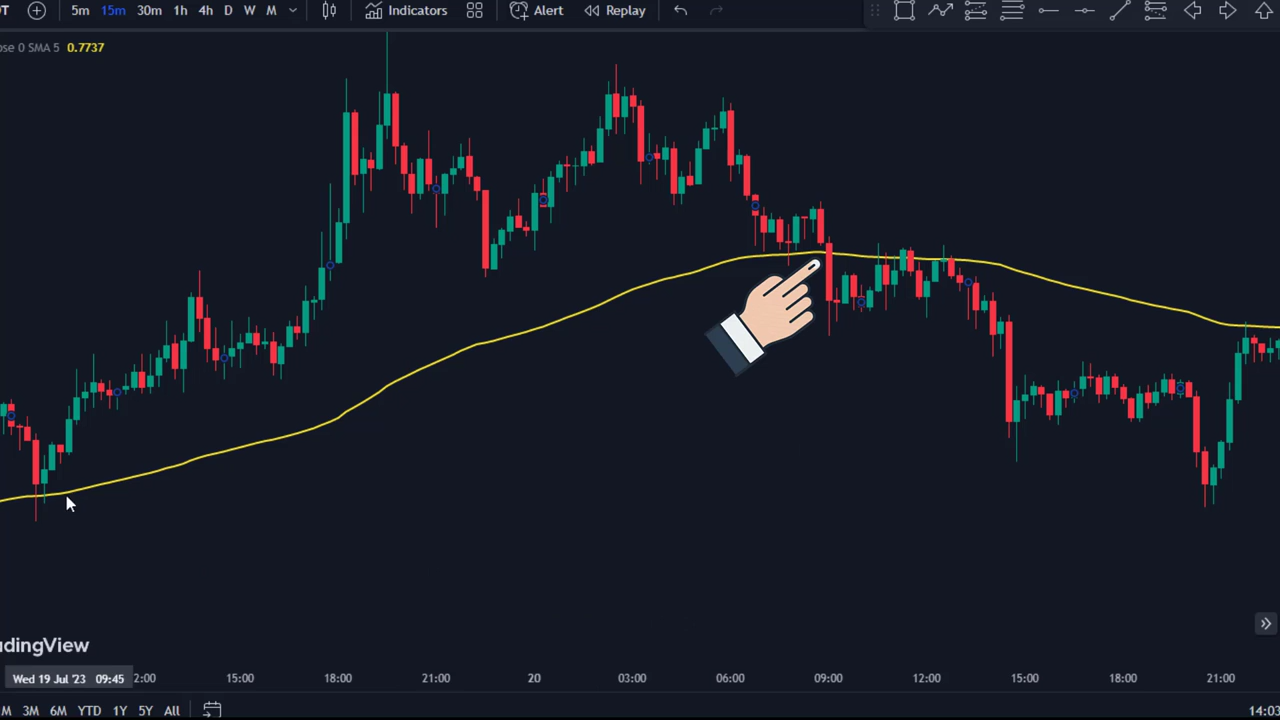 OT 5m 15m 30m 1h 4h D W M Indicators Alert Replay
ose 0 SMA 5 0.7737
adingView
Wed 19 Jul '23 09:45 2:00 15:00 18:00 21:00 20 03:00 06:00 09:00 12:00 15:00 18:00 21:00
M 3M 6M YTD 1Y 5Y All 14:03